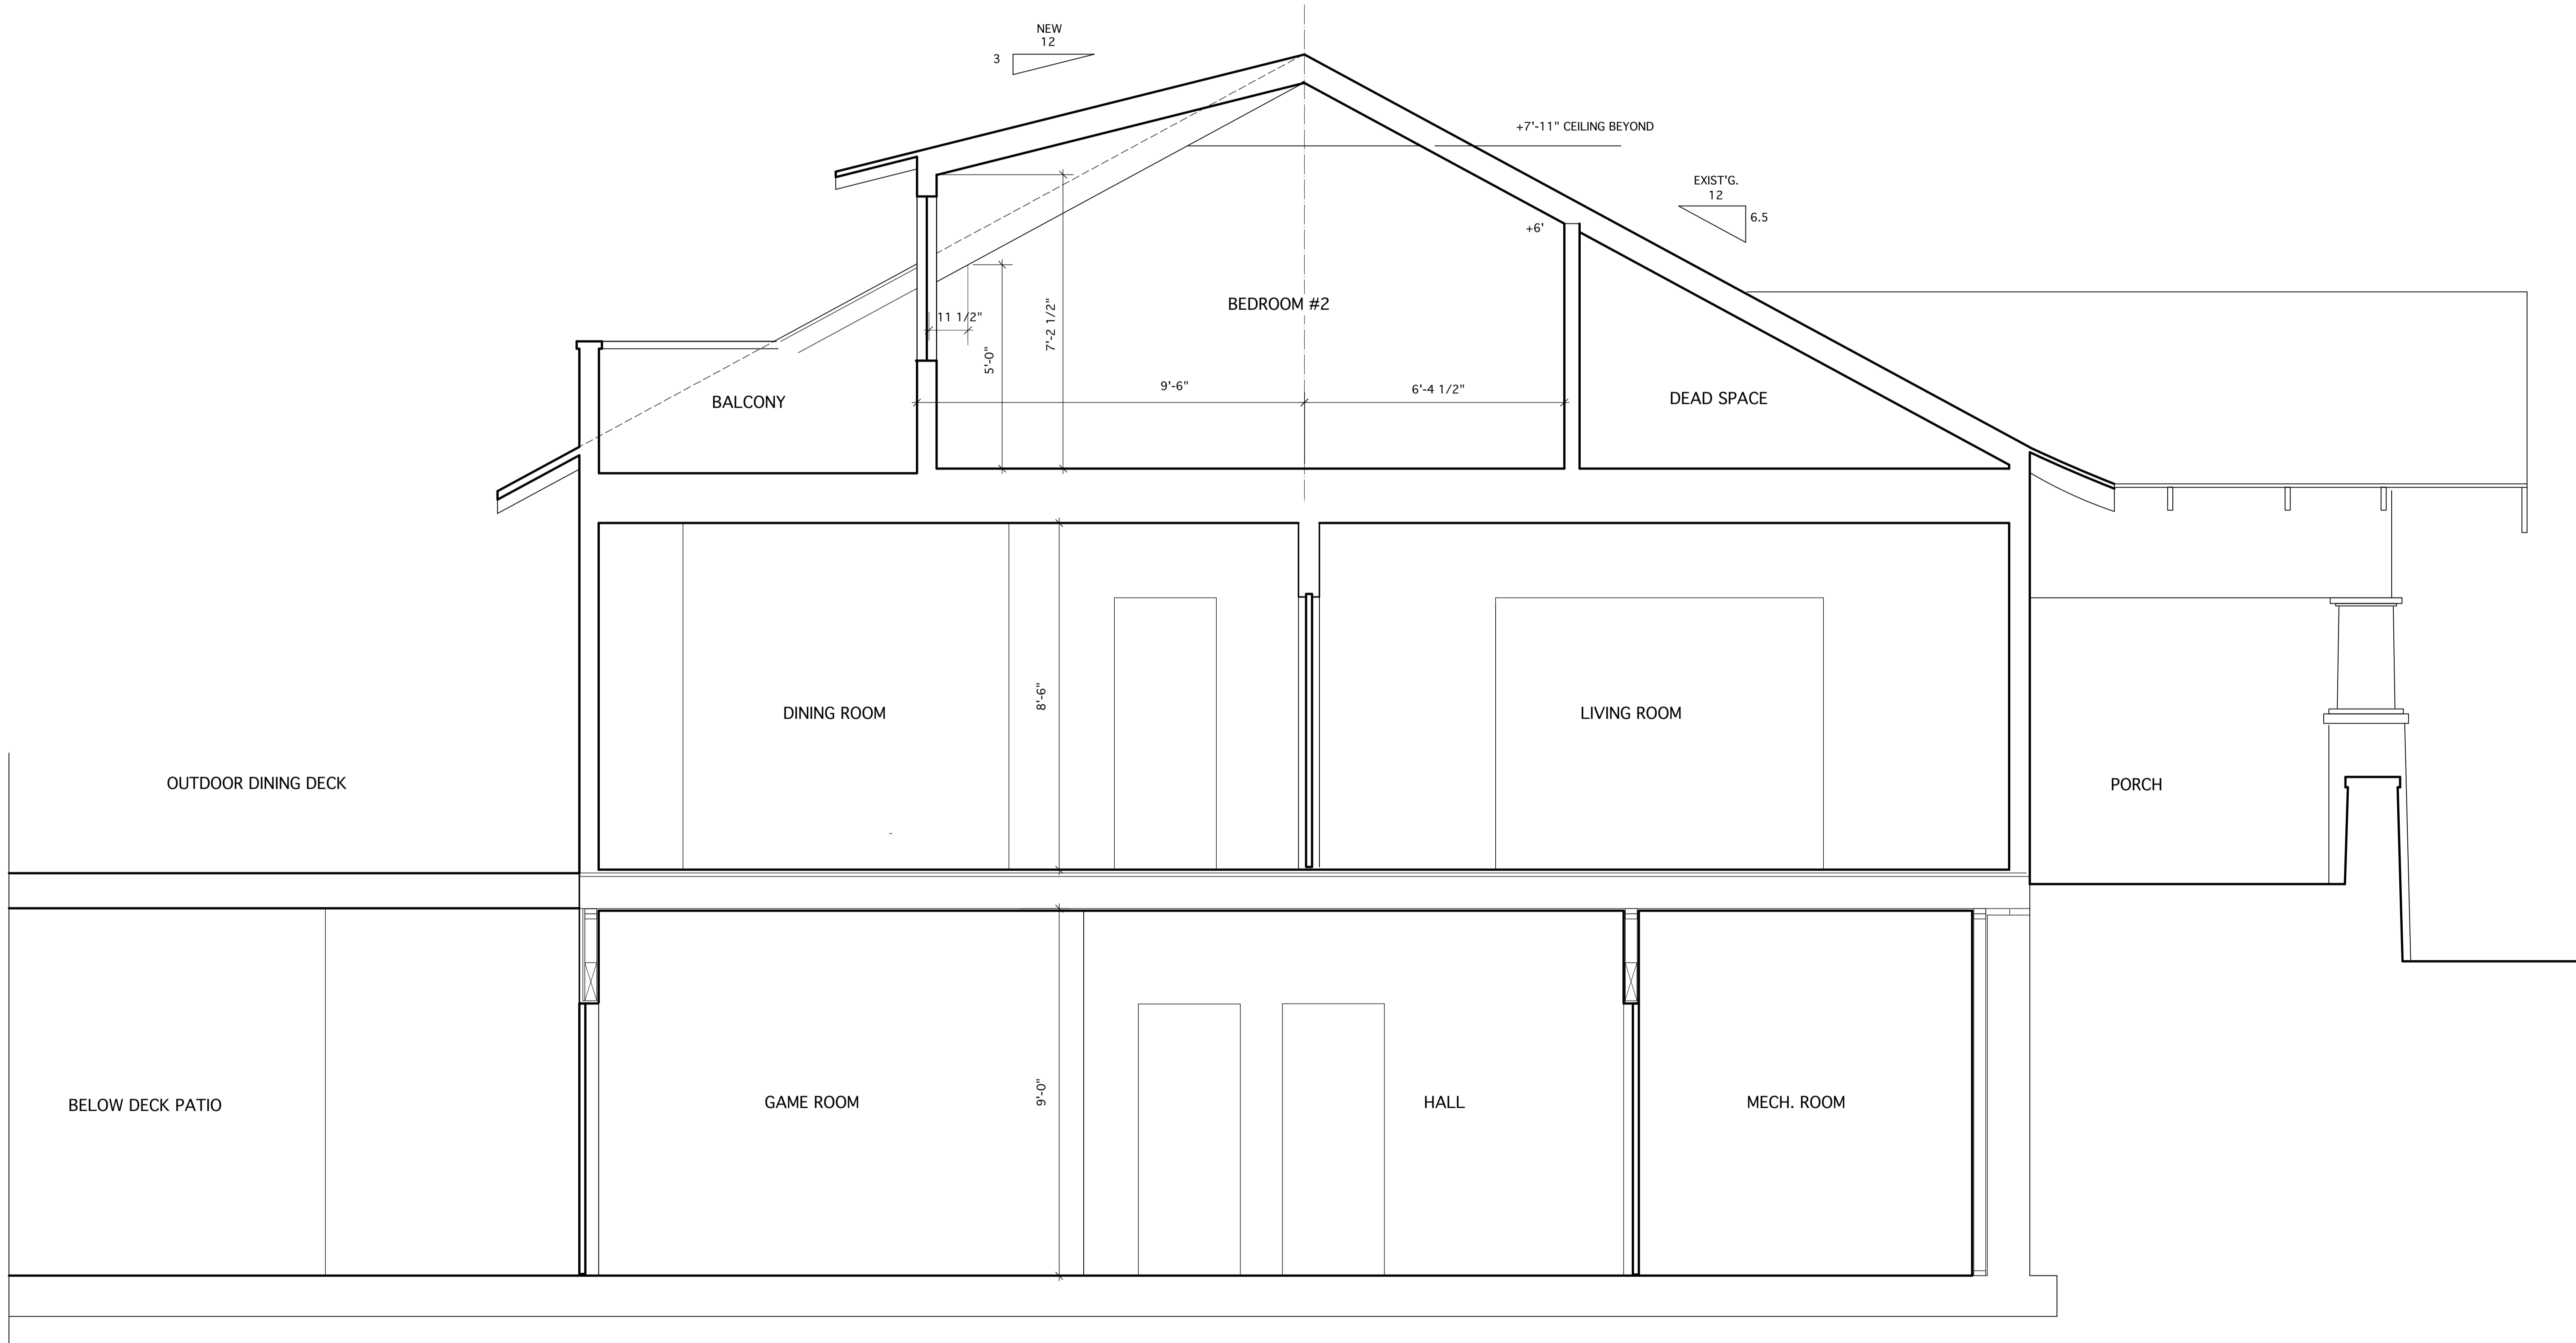 NEW
12
3
+7'-11" CEILING BEYOND
EXIST'G.
12
6.5
+6'
BEDROOM #2
11 1/2"
7'-2 1/2"
5'-0"
9'-6"
6'-4 1/2"
BALCONY
DEAD SPACE
8'-6"
DINING ROOM
LIVING ROOM
OUTDOOR DINING DECK
PORCH
9'-0"
BELOW DECK PATIO
GAME ROOM
HALL
MECH. ROOM